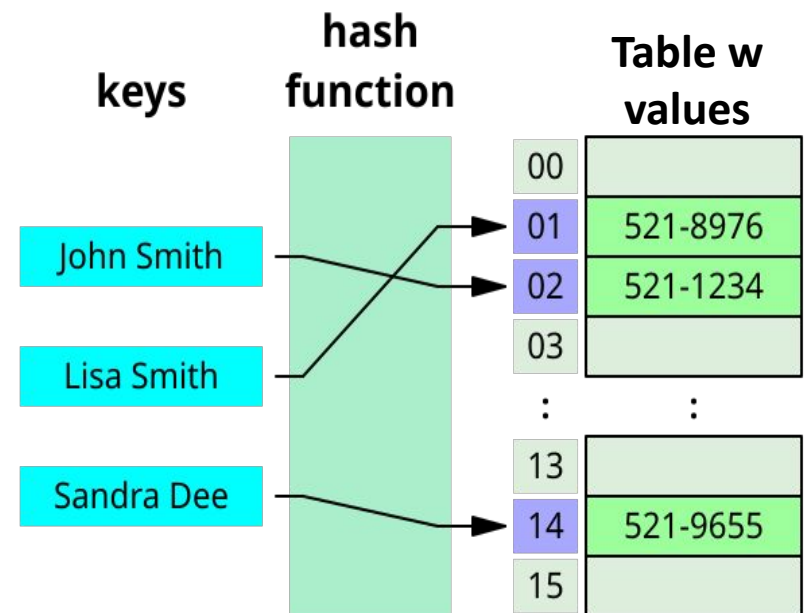 keys
hash
function
Table w
values
John Smith
Lisa Smith
Sandra Dee
00
01 521-8976
02 521-1234
03
: :
13
14 521-9655
15